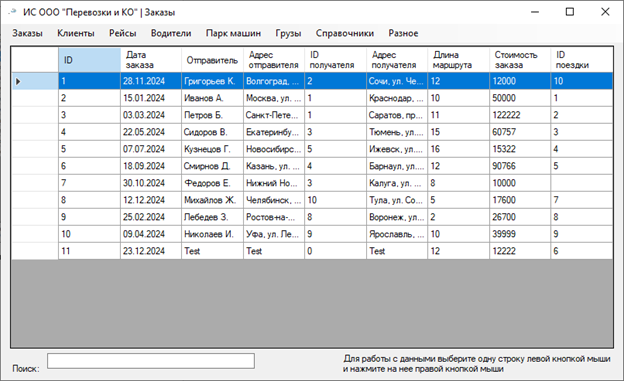 ИС ООО "Перевозки и КО" | Заказы
Заказы Клиенты Рейсы Водители Парк машин Грузы Справочники Разное
ID Дата заказа Отправитель Адрес отправителя ID получателя Адрес получателя Длина маршрута Стоимость заказа ID поездки
1 28.11.2024 Григорьев К. Волгоград, ... 2 Сочи, ул. Че... 12 12000 10
2 15.01.2024 Иванов А. Москва, ул. ... 1 Краснодар, ... 10 50000 1
3 03.03.2024 Петров Б. Санкт-Пете... 1 Саратов, пр... 11 122222 2
4 22.05.2024 Сидоров В. Екатеринбу... 3 Тюмень, ул.... 15 60757 3
5 07.07.2024 Кузнецов Г. Новосибирс... 5 Ижевск, ул.... 16 15322 4
6 18.09.2024 Смирнов Д. Казань, ул. ... 4 Барнаул, ул.... 12 90766 5
7 30.10.2024 Федоров Е. Нижний Но... 3 Калуга, ул. ... 8 10000
8 12.12.2024 Михайлов Ж. Челябинск, ... 10 Тула, ул. Со... 5 17600 7
9 25.02.2024 Лебедев З. Ростов-на-... 8 Воронеж, ул... 2 26700 8
10 09.04.2024 Николаев И. Уфа, ул. Ле... 9 Ярославль, ... 10 39999 9
11 23.12.2024 Test Test 0 Test 12 12222 6
Поиск:
Для работы с данными выберите одну строку левой кнопкой мыши
и нажмите на нее правой кнопкой мыши